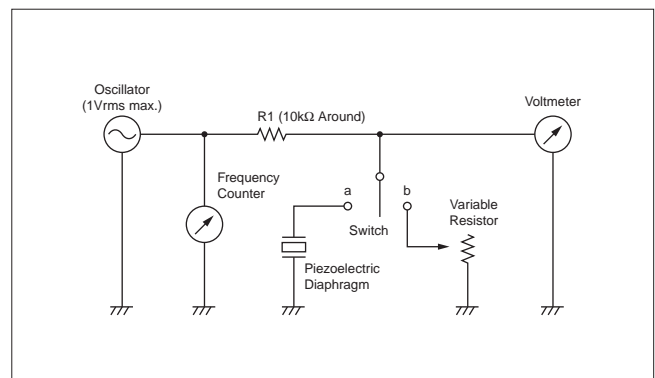 Oscillator
(1Vrms max.)
R1 (10kΩ Around)
Voltmeter
Frequency
Counter
a
b
Switch
Variable
Resistor
Piezoelectric
Diaphragm